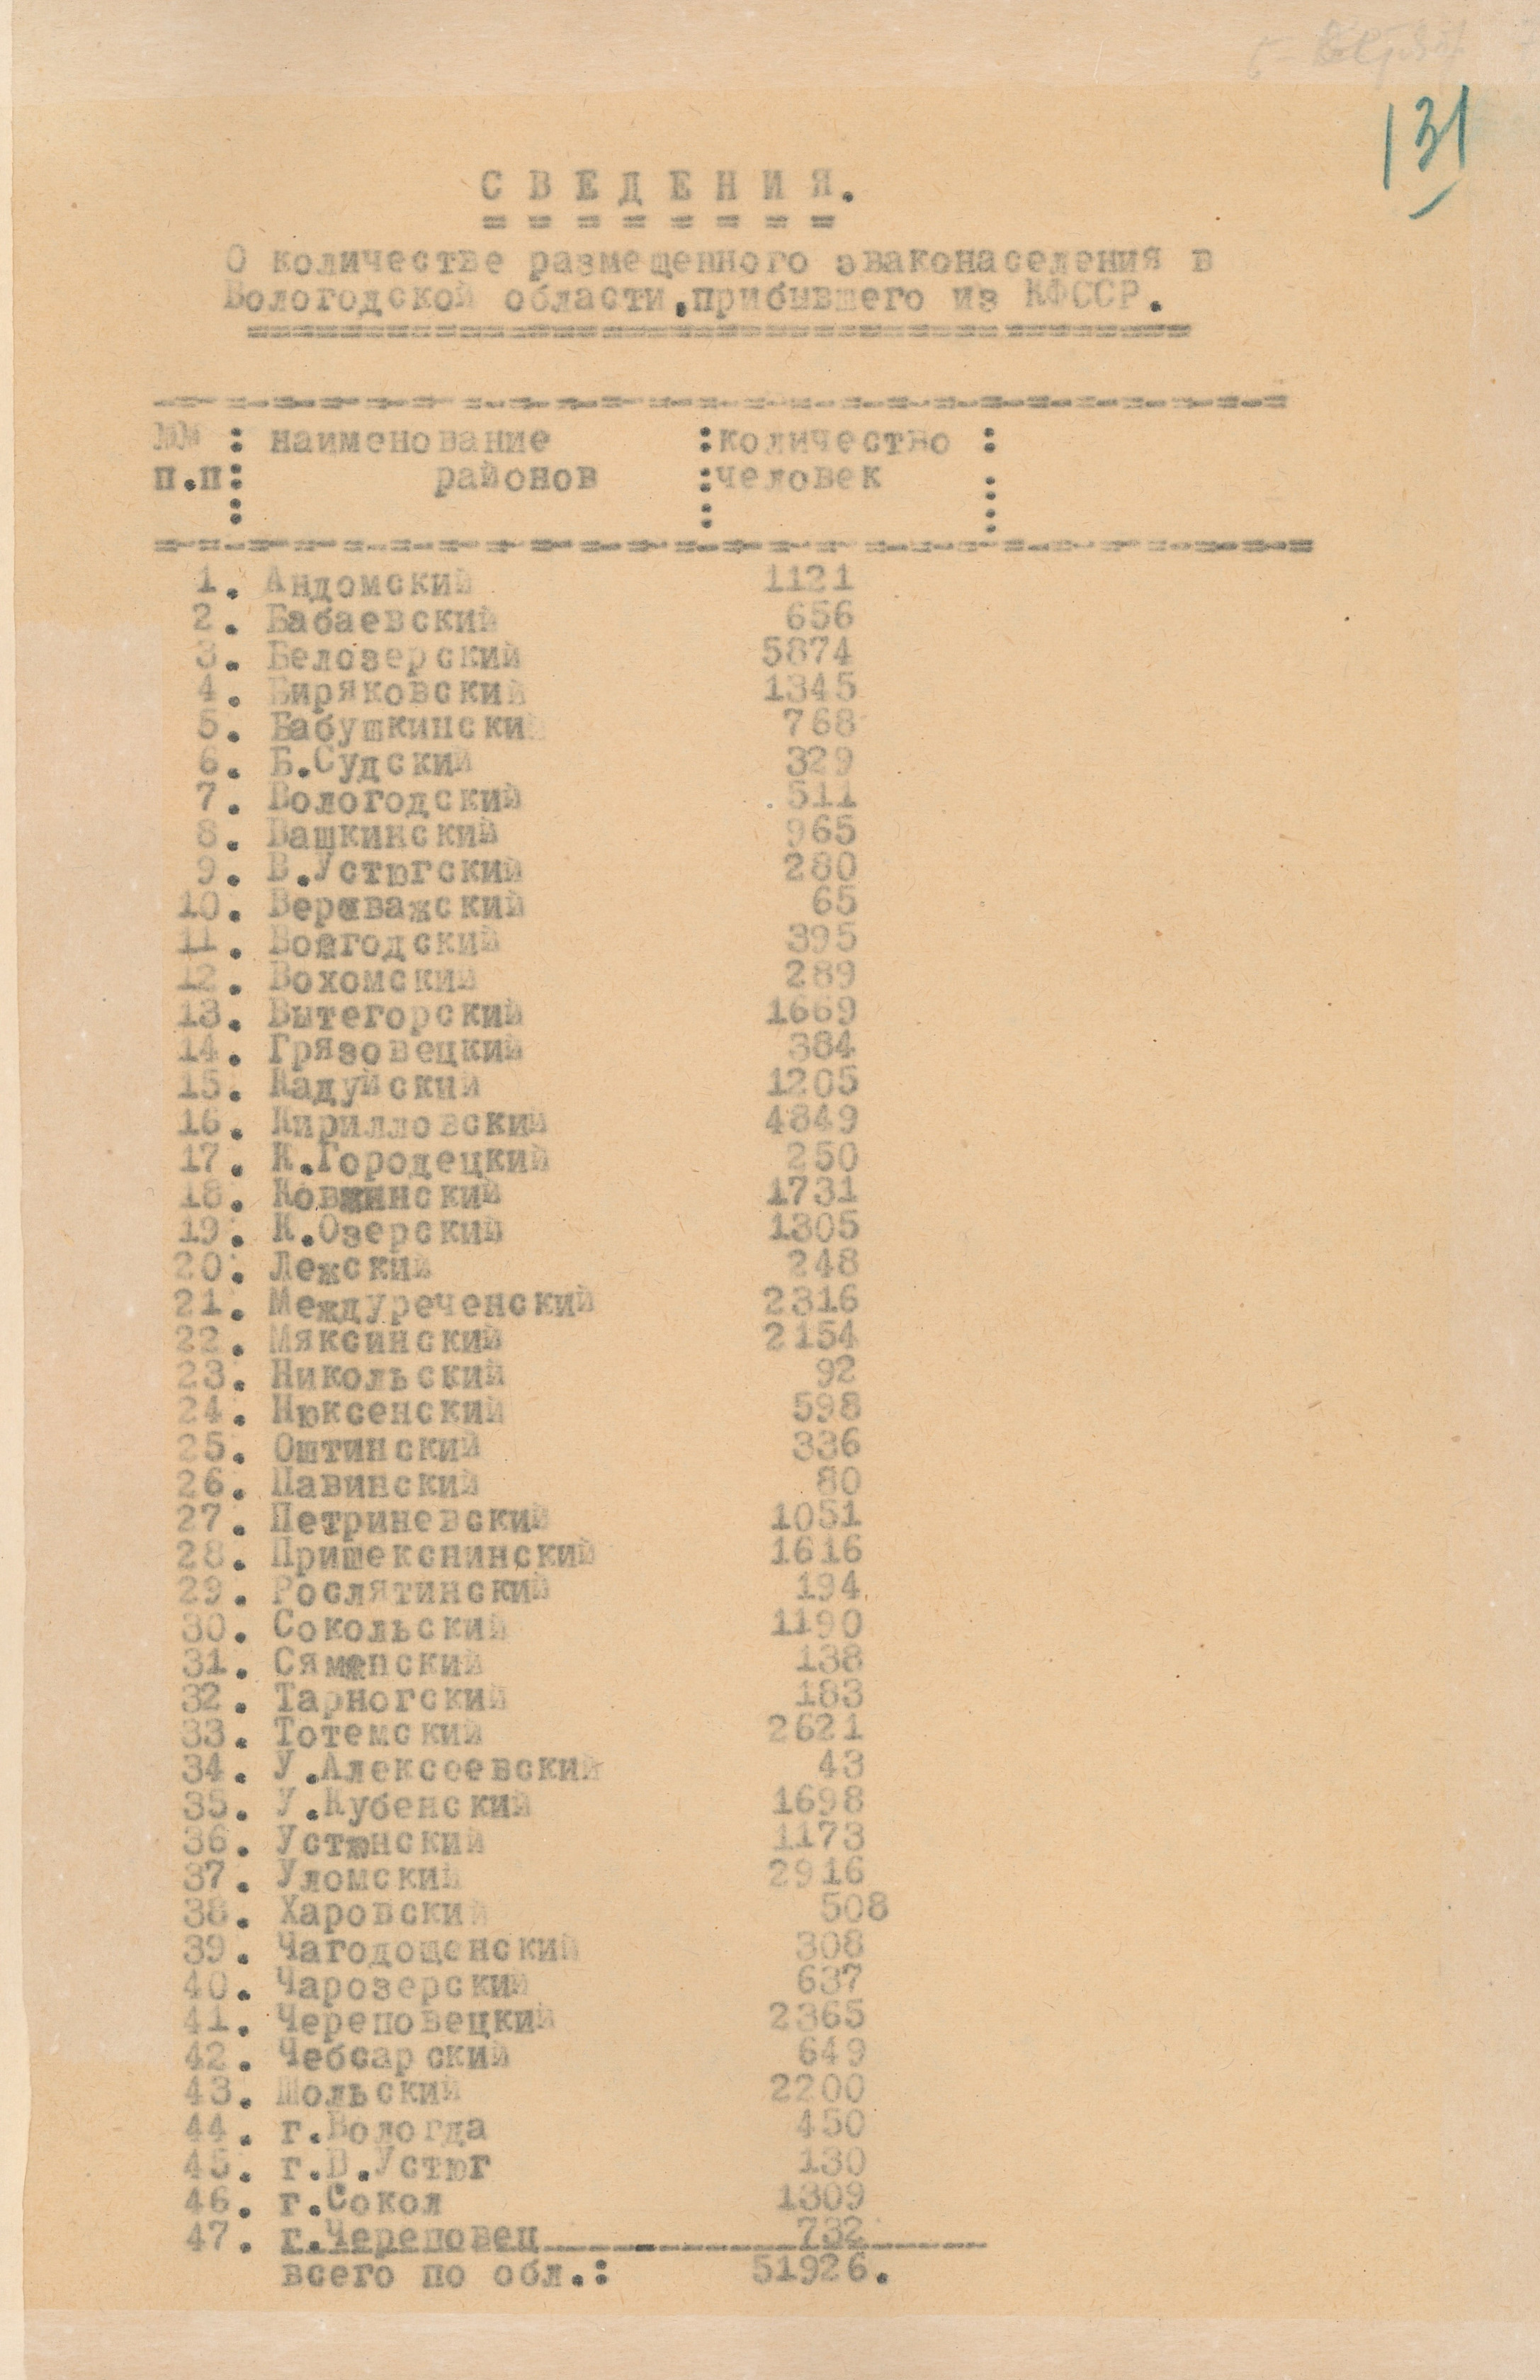 131
С В Е Д Е Н И Я.
= = = = = = = =
О количестве размещенного эваконаселения в
Вологодской области,прибывшего из КФССР.
№№ : наименование :количество :
п.п: районов :человек :
1. Андомский 1121
2. Бабаевский 656
3. Белозерский 5874
4. Биряковский 1345
5. Бабушкинский 768
6. Б.Судский 329
7. Вологодский 511
8. Вашкинский 965
9. В.Устюгский 280
10. Верховажский 65
11. Вожегодский 395
12. Вохомский 289
13. Вытегорский 1669
14. Грязовецкий 384
15. Кадуйский 1205
16. Кирилловский 4849
17. К.Городецкий 250
18. Ковжинский 1731
19. К.Озерский 1305
20. Лежский 248
21. Междуреченский 2316
22. Мяксинский 2154
23. Никольский 92
24. Нюксенский 598
25. Оштинский 336
26. Павинский 80
27. Петриневский 1051
28. Пришекснинский 1616
29. Рослятинский 194
30. Сокольский 1190
31. Сямженский 138
32. Тарногский 183
33. Тотемский 2621
34. У.Алексеевский 43
35. У.Кубенский 1698
36. Устюнский 1173
37. Уломский 2916
38. Харовский 508
39. Чагодощенский 308
40. Чарозерский 637
41. Череповецкий 2365
42. Чебсарский 649
43. Шольский 2200
44. г.Вологда 450
45. г.В.Устюг 130
46. г.Сокол 1309
47. г.Череповец 732
всего по обл.: 51926.